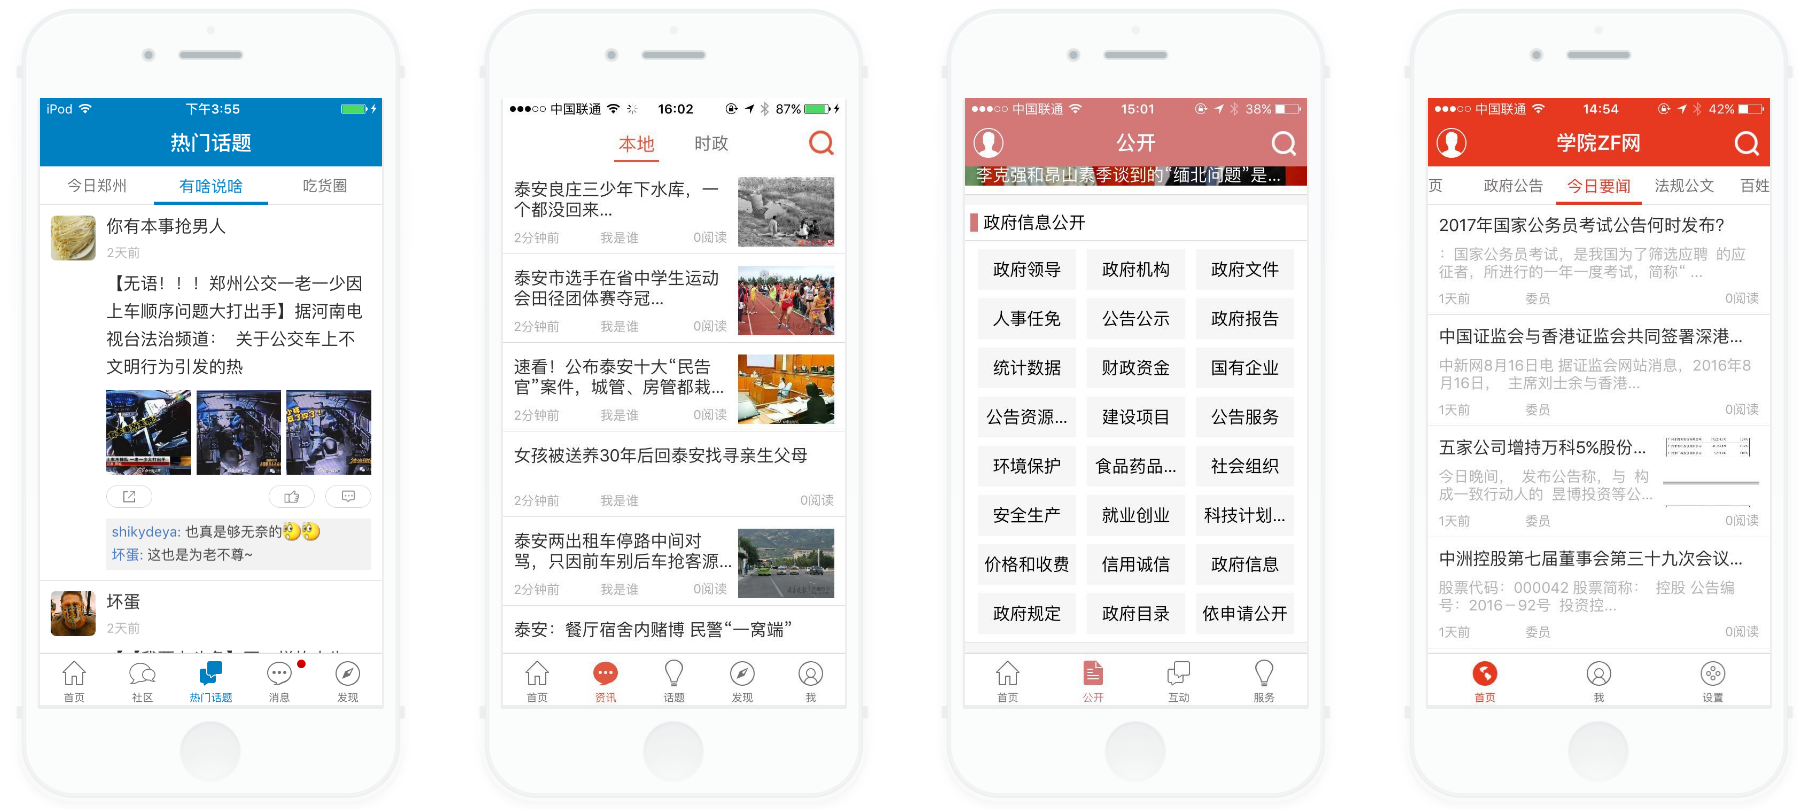 iPod 下午3:55
热门话题
今日郑州 有啥说啥 吃货圈
你有本事抢男人
2天前
【无语！！！郑州公交一老一少因
上车顺序问题大打出手】据河南电
视台法治频道： 关于公交车上不
文明行为引发的热
shikydeya: 也真是够无奈的
坏蛋: 这也是为老不尊~
坏蛋
2天前
首页 社区 热门话题 消息 发现
中国联通 16:02 87%
本地 时政
泰安良庄三少年下水库，一
个都没回来...
2分钟前 我是谁 0阅读
泰安市选手在省中学生运动
会田径团体赛夺冠...
2分钟前 我是谁 0阅读
速看！公布泰安十大“民告
官”案件，城管、房管都栽...
2分钟前 我是谁 0阅读
女孩被送养30年后回泰安找寻亲生父母
2分钟前 我是谁 0阅读
泰安两出租车停路中间对
骂，只因前车别后车抢客源...
2分钟前 我是谁 0阅读
泰安：餐厅宿舍内赌博 民警“一窝端”
首页 资讯 话题 发现 我
中国联通 15:01 38%
公开
李克强和昂山素季谈到的“缅北问题”是...
政府信息公开
政府领导 政府机构 政府文件
人事任免 公告公示 政府报告
统计数据 财政资金 国有企业
公告资源... 建设项目 公告服务
环境保护 食品药品... 社会组织
安全生产 就业创业 科技计划...
价格和收费 信用诚信 政府信息
政府规定 政府目录 依申请公开
首页 公开 互动 服务
中国联通 14:54 42%
学院ZF网
页 政府公告 今日要闻 法规公文 百姓
2017年国家公务员考试公告何时发布?
：国家公务员考试，是我国为了筛选应聘 的应
征者，所进行的一年一度考试，简称“ ...
1天前 委员 0阅读
中国证监会与香港证监会共同签署深港...
中新网8月16日电 据证监会网站消息，2016年8
月16日， 主席刘士余与香港...
1天前 委员 0阅读
五家公司增持万科5%股份...
今日晚间， 发布公告称，与 构
成一致行动人的 昱博投资等公...
1天前 委员 0阅读
中洲控股第七届董事会第三十九次会议...
股票代码：000042 股票简称： 控股 公告编
号：2016－92号 投资控...
1天前 委员 0阅读
首页 我 设置